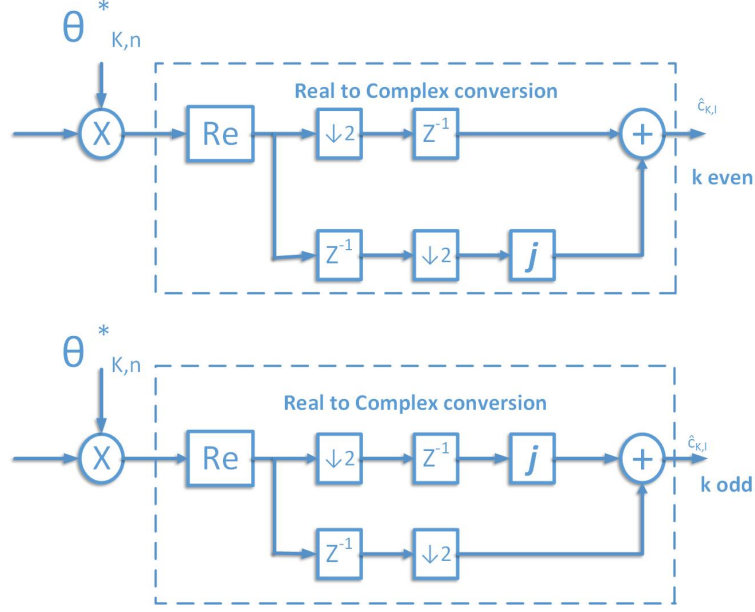 θ *K,n
Real to Complex conversion
X Re ↓2 Z⁻¹ + ĉK,l
k even
Z⁻¹ ↓2 j
θ *K,n
Real to Complex conversion
X Re ↓2 Z⁻¹ j + ĉK,l
k odd
Z⁻¹ ↓2